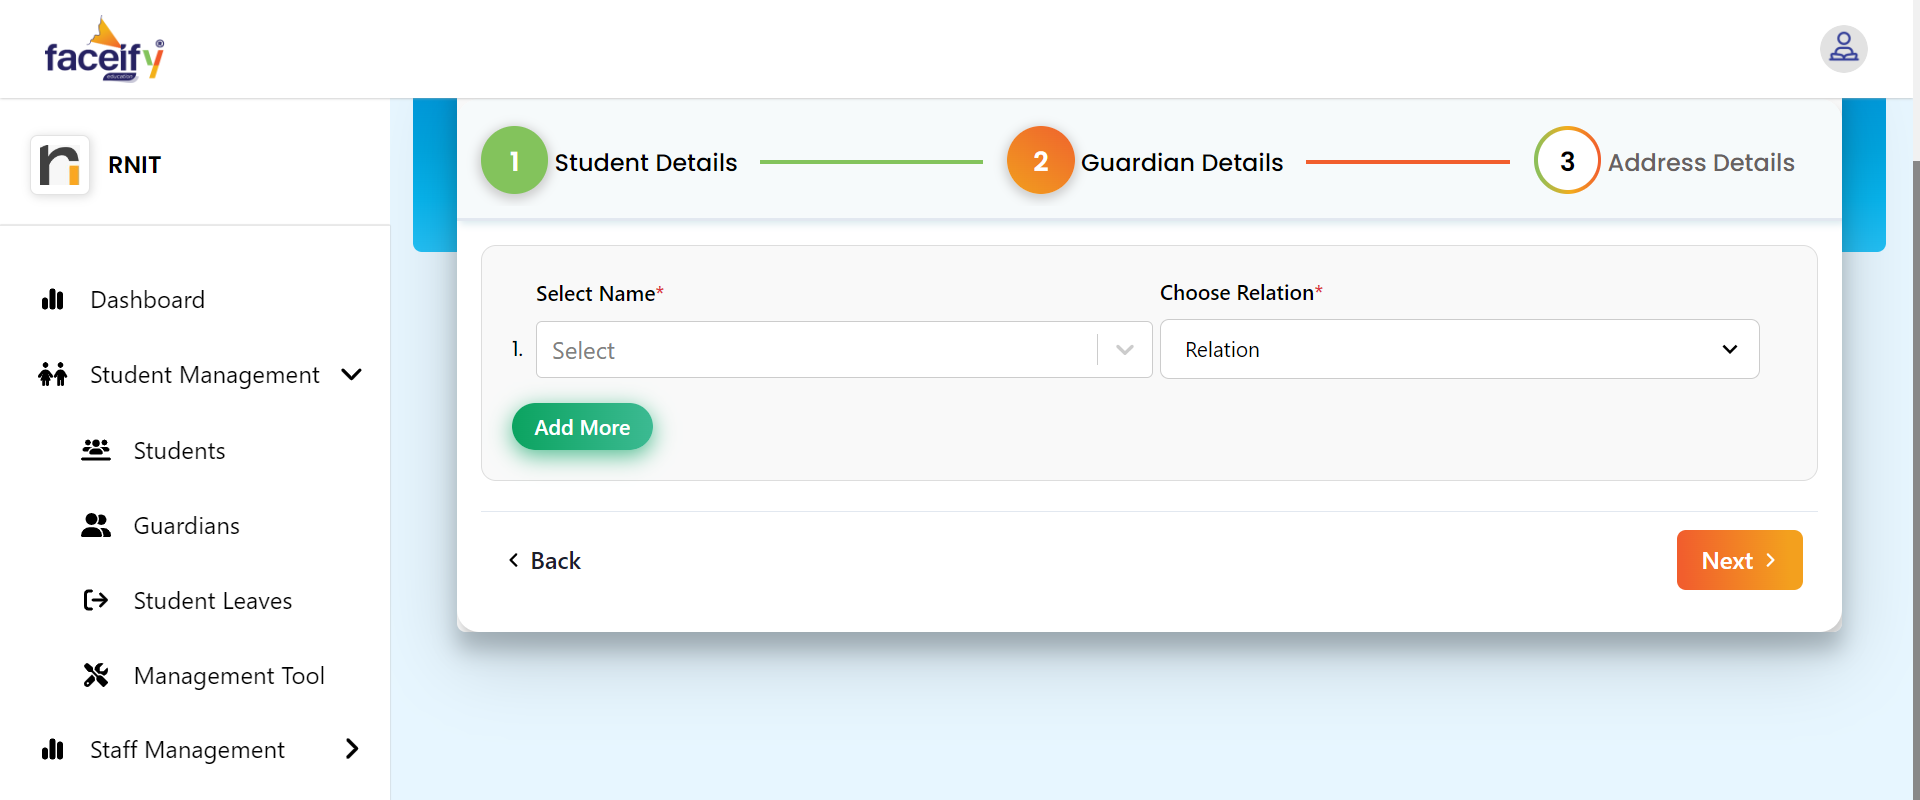 faceify®
education
RNIT
Dashboard
Student Management
Students
Guardians
Student Leaves
Management Tool
Staff Management
1 Student Details
2 Guardian Details
3 Address Details
Select Name*
Choose Relation*
1. Select
Relation
Add More
Back
Next